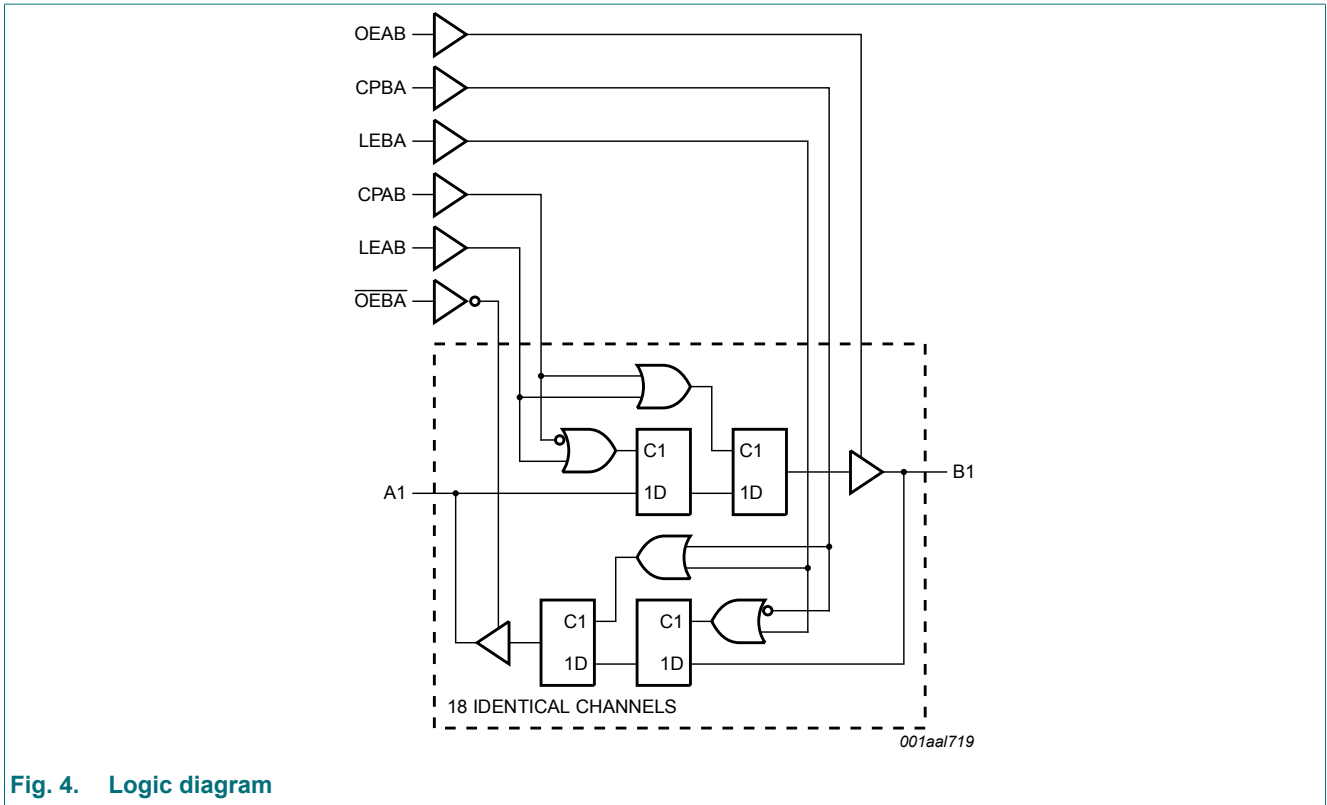 OEAB
CPBA
LEBA
CPAB
LEAB
OEBA
C1
C1
1D
1D
A1
B1
C1
C1
1D
1D
18 IDENTICAL CHANNELS
001aal719
Fig. 4. Logic diagram